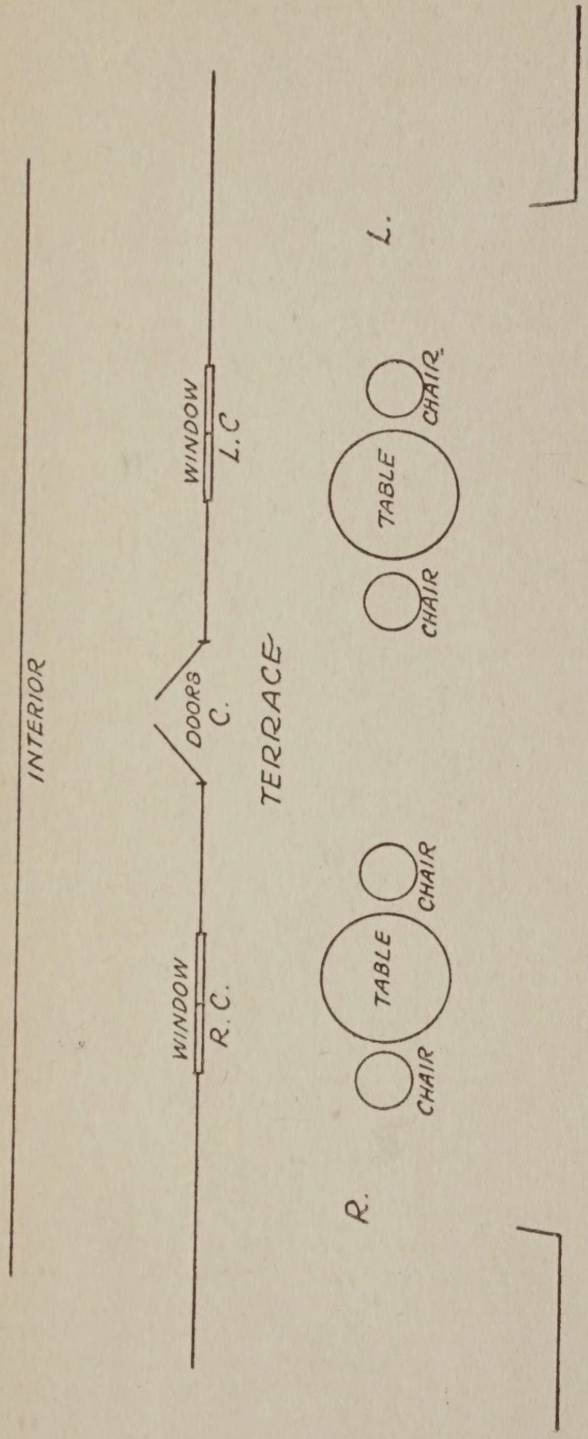 INTERIOR
WINDOW
R. C.
DOORS
C.
WINDOW
L.C
TERRACE
R.
CHAIR
TABLE
CHAIR
CHAIR
TABLE
CHAIR.
L.